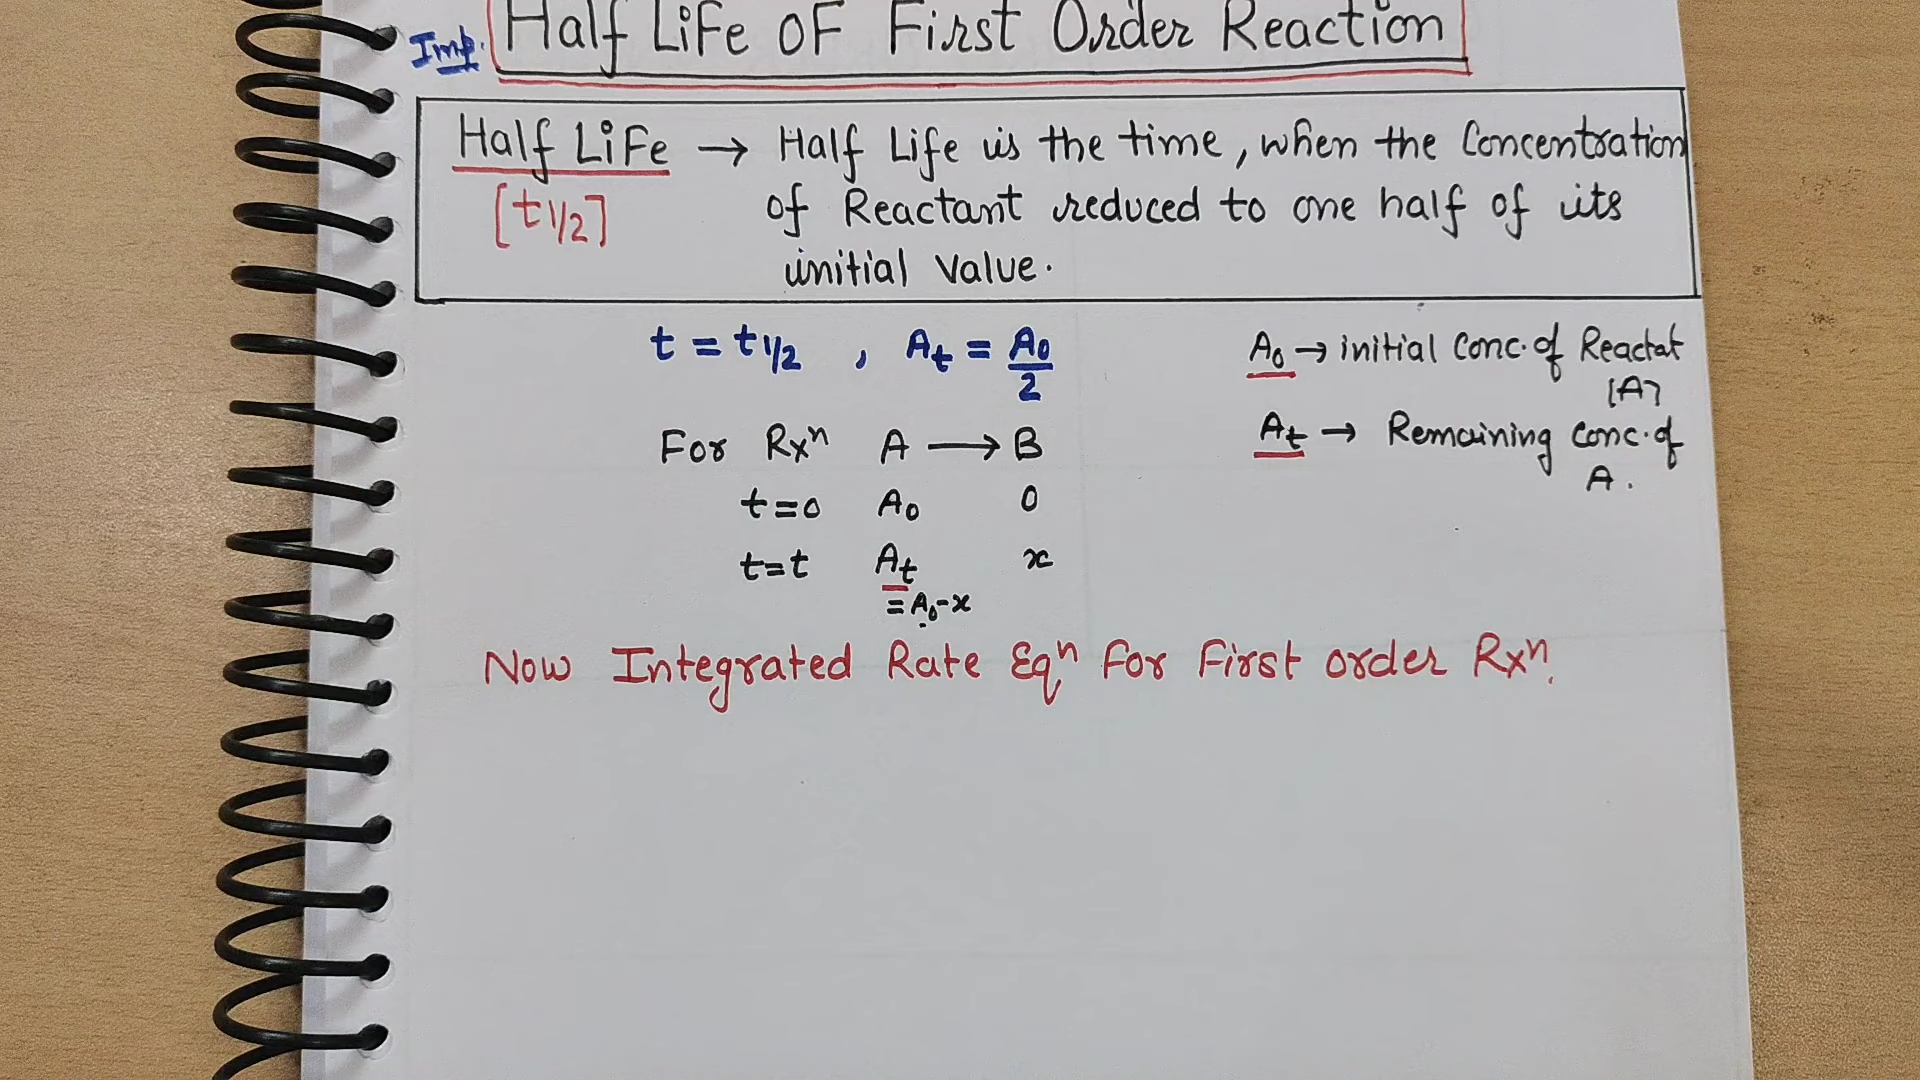 Imp. Half Life OF First Order Reaction
Half Life → Half Life is the time, when the Concentration
[t1/2] of Reactant reduced to one half of its
initial value.
t = t1/2 , At = A0/2
A0 → initial Conc. of Reactat
[A]
At → Remaining Conc. of
A.
For Rxⁿ A ⟶ B
t=0 A0 0
t=t At x
= A0-x
Now Integrated Rate Eqⁿ For First order Rxⁿ.